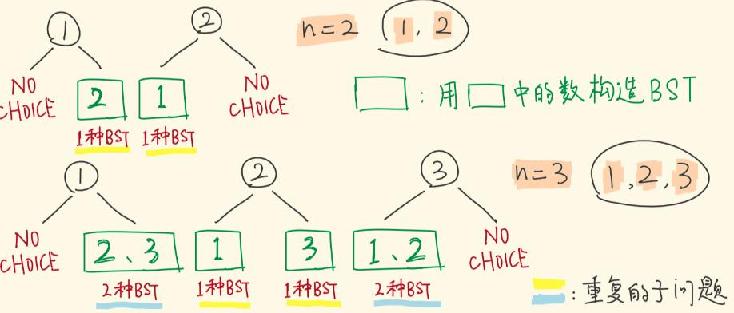 ① ② n=2 1, 2
NO CHOICE 2 1 NO CHOICE □：用□中的数构造BST
1种BST 1种BST
① ② ③ n=3 1,2,3
NO CHOICE 2、3 1 3 1、2 NO CHOICE
2种BST 1种BST 1种BST 2种BST ：重复的子问题